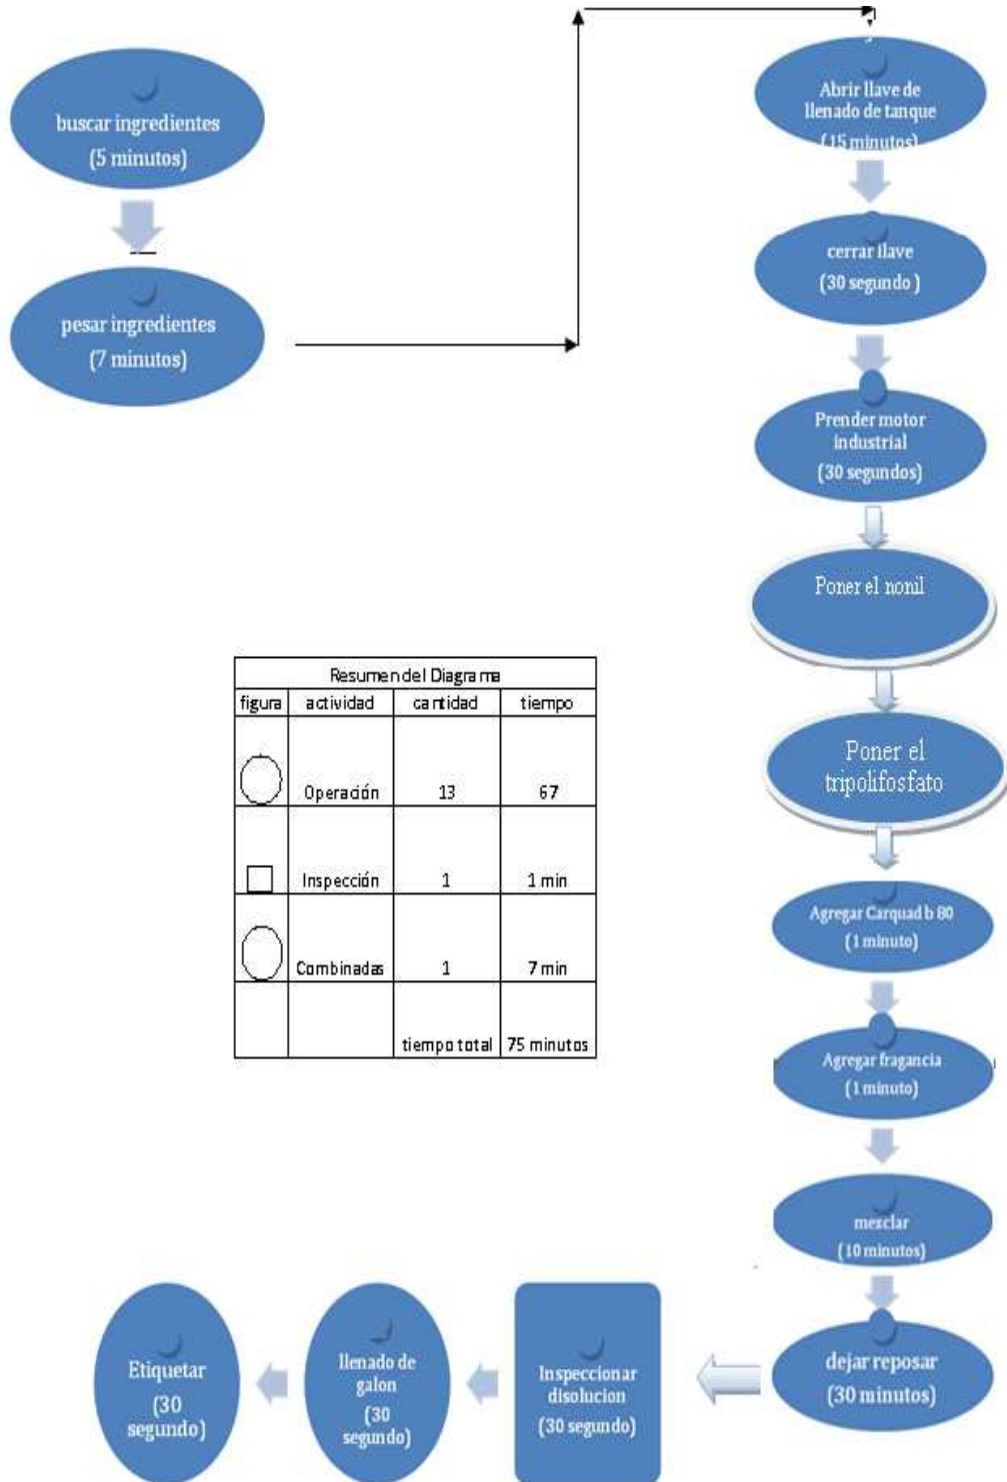 buscar ingredientes
(5 minutos)
pesar ingredientes
(7 minutos)
Abrir llave de
llenado de tanque
(15 minutos)
cerrar llave
(30 segundo )
Prender motor
industrial
(30 segundos)
Poner el nonil
Poner el
tripolifosfato
Agregar Carquad b 80
(1 minuto)
Agregar fragancia
(1 minuto)
mezclar
(10 minutos)
dejar reposar
(30 minutos)
Inspeccionar
disolucion
(30 segundo)
llenado de
galon
(30
segundo)
Etiquetar
(30
segundo)
Resumen del Diagrama
figura actividad cantidad tiempo
Operación 13 67
Inspección 1 1 min
Combinadas 1 7 min
tiempo total 75 minutos